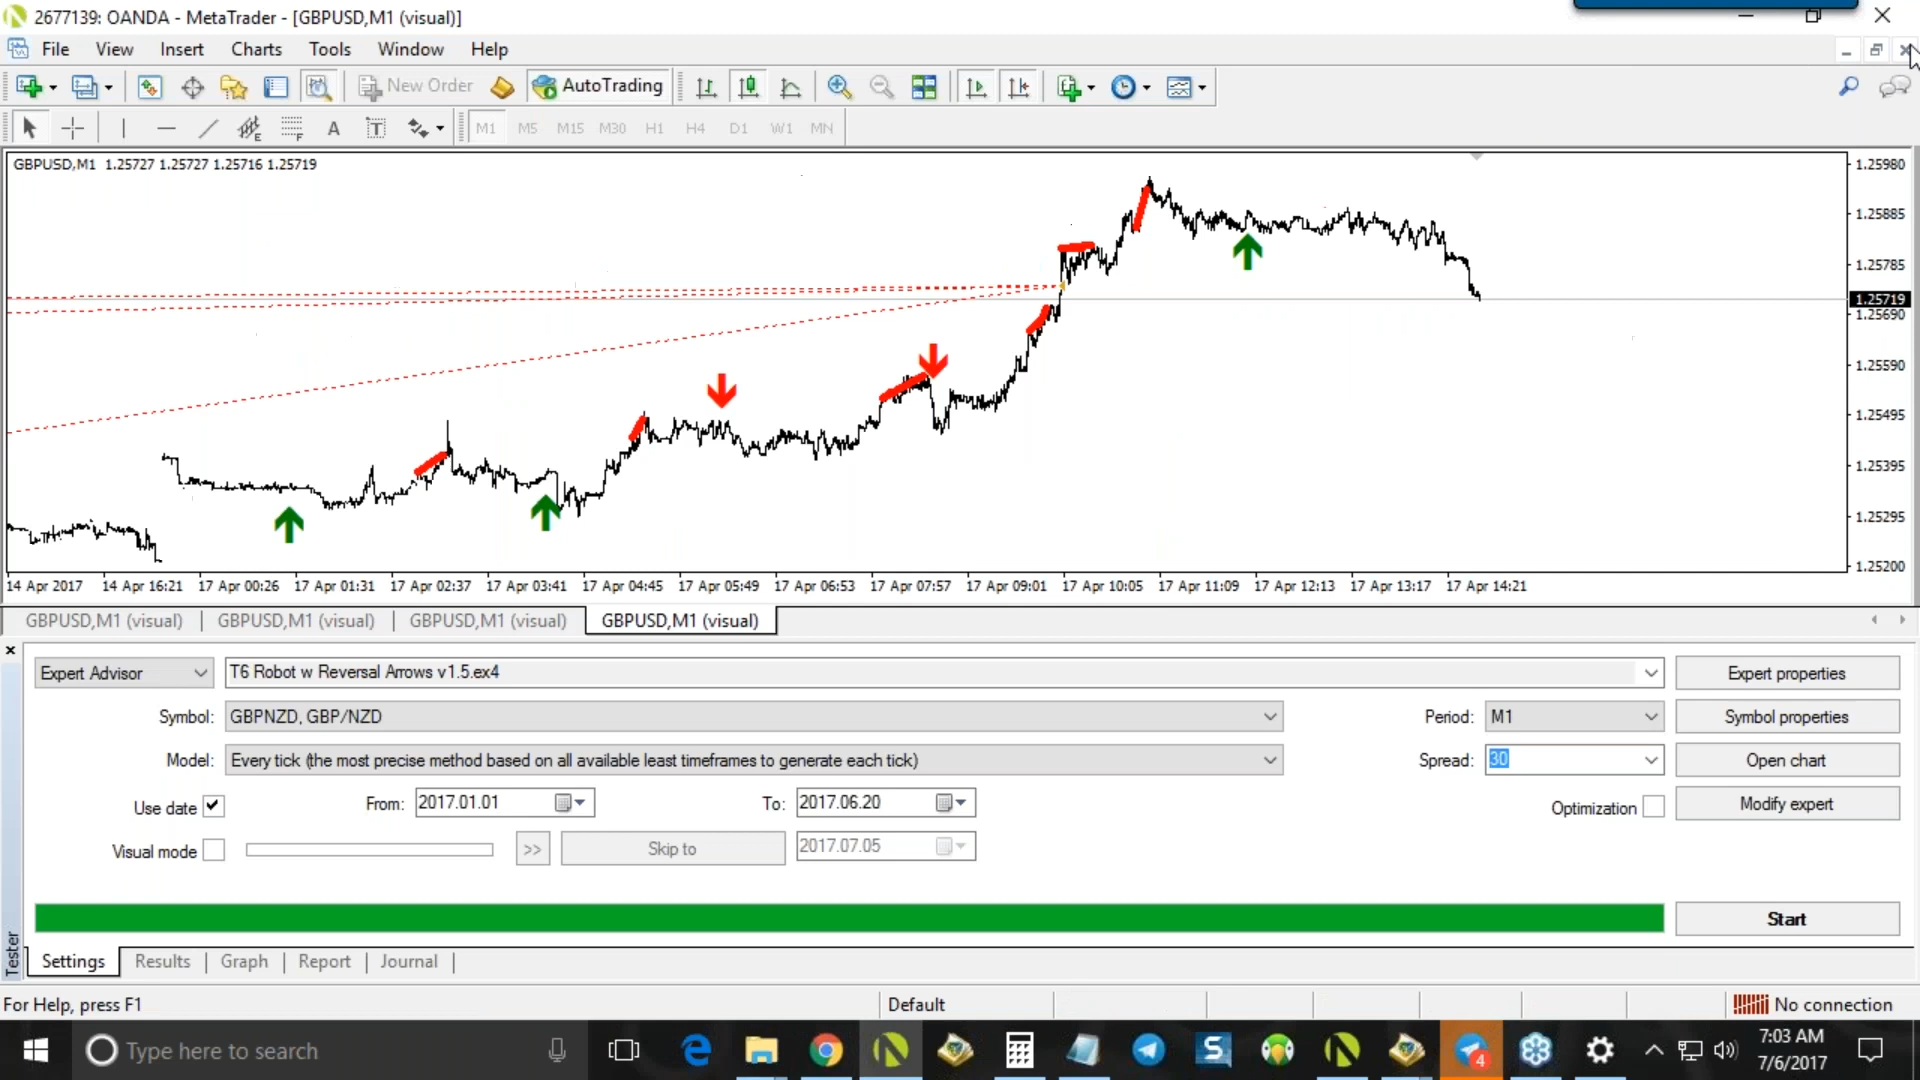 2677139: OANDA - MetaTrader - [GBPUSD,M1 (visual)]
File View Insert Charts Tools Window Help
New Order AutoTrading
A T M1 M5 M15 M30 H1 H4 D1 W1 MN
GBPUSD,M1 1.25727 1.25727 1.25716 1.25719
1.25980
1.25885
1.25785
1.25719
1.25690
1.25590
1.25495
1.25395
1.25295
1.25200
14 Apr 2017 14 Apr 16:21 17 Apr 00:26 17 Apr 01:31 17 Apr 02:37 17 Apr 03:41 17 Apr 04:45 17 Apr 05:49 17 Apr 06:53 17 Apr 07:57 17 Apr 09:01 17 Apr 10:05 17 Apr 11:09 17 Apr 12:13 17 Apr 13:17 17 Apr 14:21
GBPUSD,M1 (visual) GBPUSD,M1 (visual) GBPUSD,M1 (visual) GBPUSD,M1 (visual)
Expert Advisor T6 Robot w Reversal Arrows v1.5.ex4 Expert properties
Symbol: GBPNZD, GBP/NZD Period: M1 Symbol properties
Model: Every tick (the most precise method based on all available least timeframes to generate each tick) Spread: 30 Open chart
Use date From: 2017.01.01 To: 2017.06.20 Optimization Modify expert
Visual mode >> Skip to 2017.07.05
Start
Tester
Settings Results Graph Report Journal
For Help, press F1 Default No connection
Type here to search 4 7:03 AM
7/6/2017